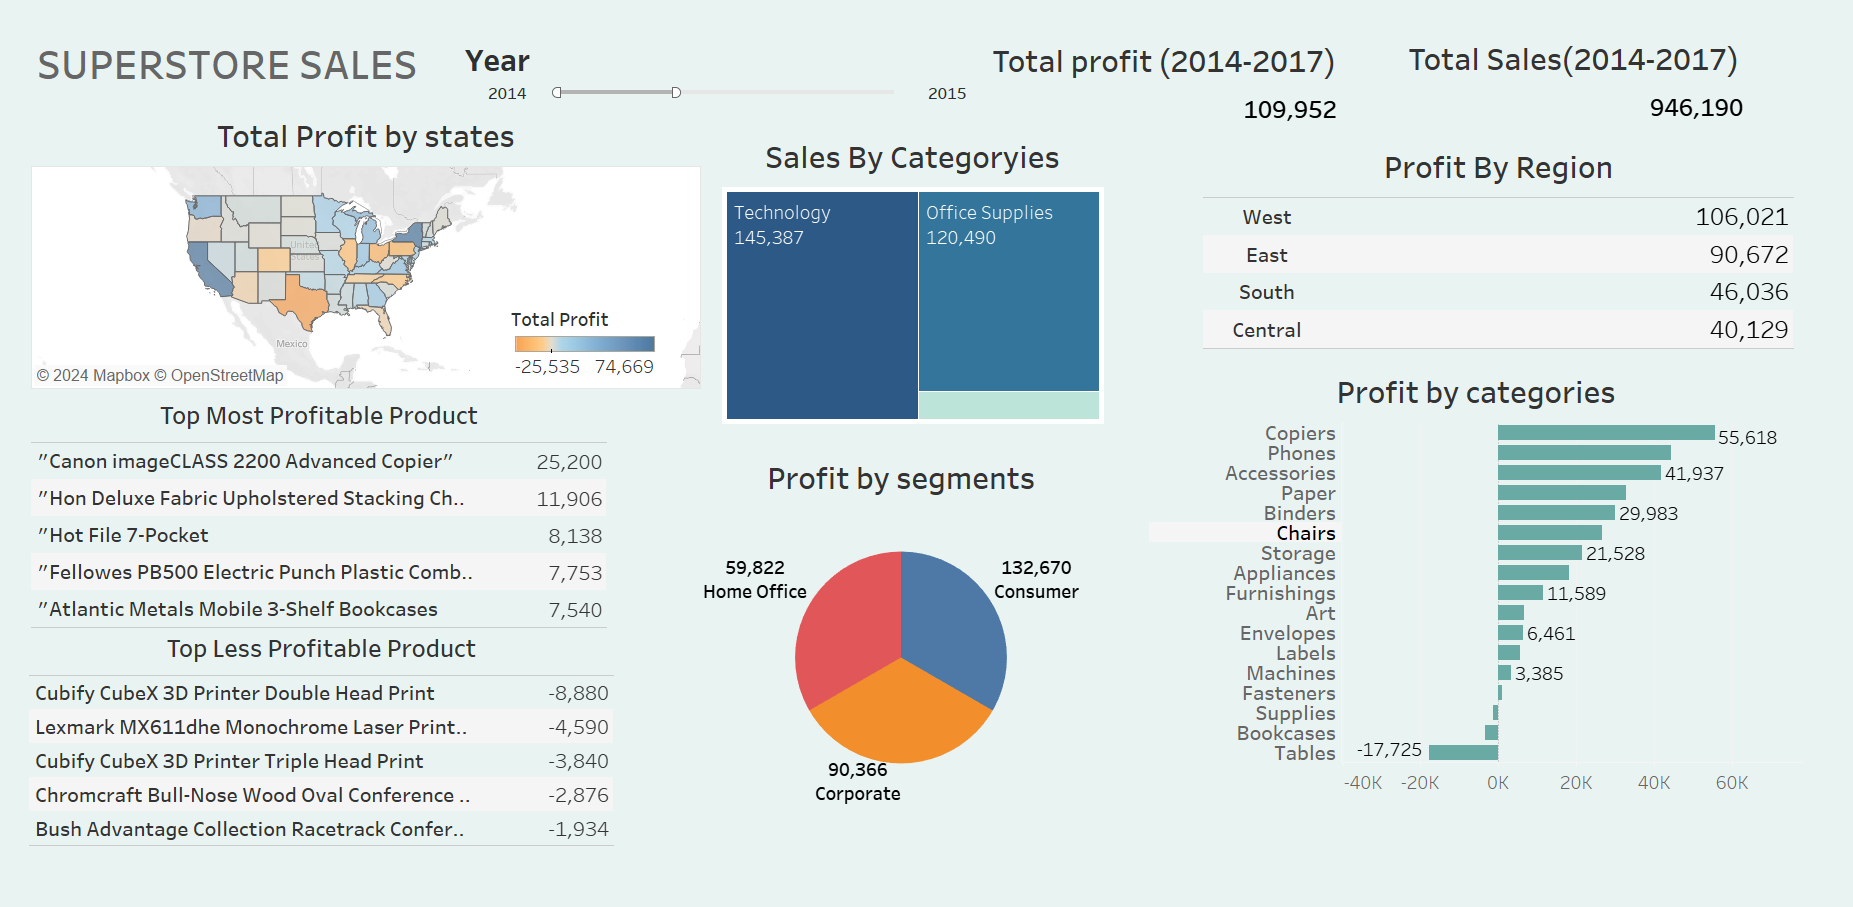 SUPERSTORE SALES
Year
2014
2015
Total profit (2014-2017)
109,952
Total Sales(2014-2017)
946,190
Total Profit by states
United
States
Mexico
Total Profit
-25,535 74,669
© 2024 Mapbox © OpenStreetMap
Sales By Categoryies
Technology
145,387
Office Supplies
120,490
Profit By Region
West 106,021
East 90,672
South 46,036
Central 40,129
Top Most Profitable Product
"Canon imageCLASS 2200 Advanced Copier" 25,200
"Hon Deluxe Fabric Upholstered Stacking Ch.. 11,906
"Hot File 7-Pocket 8,138
"Fellowes PB500 Electric Punch Plastic Comb.. 7,753
"Atlantic Metals Mobile 3-Shelf Bookcases 7,540
Top Less Profitable Product
Cubify CubeX 3D Printer Double Head Print -8,880
Lexmark MX611dhe Monochrome Laser Print.. -4,590
Cubify CubeX 3D Printer Triple Head Print -3,840
Chromcraft Bull-Nose Wood Oval Conference .. -2,876
Bush Advantage Collection Racetrack Confer.. -1,934
Profit by segments
59,822
Home Office
132,670
Consumer
90,366
Corporate
Profit by categories
Copiers 55,618
Phones
Accessories 41,937
Paper
Binders 29,983
Chairs
Storage 21,528
Appliances
Furnishings 11,589
Art
Envelopes 6,461
Labels
Machines 3,385
Fasteners
Supplies
Bookcases
Tables -17,725
-40K -20K 0K 20K 40K 60K